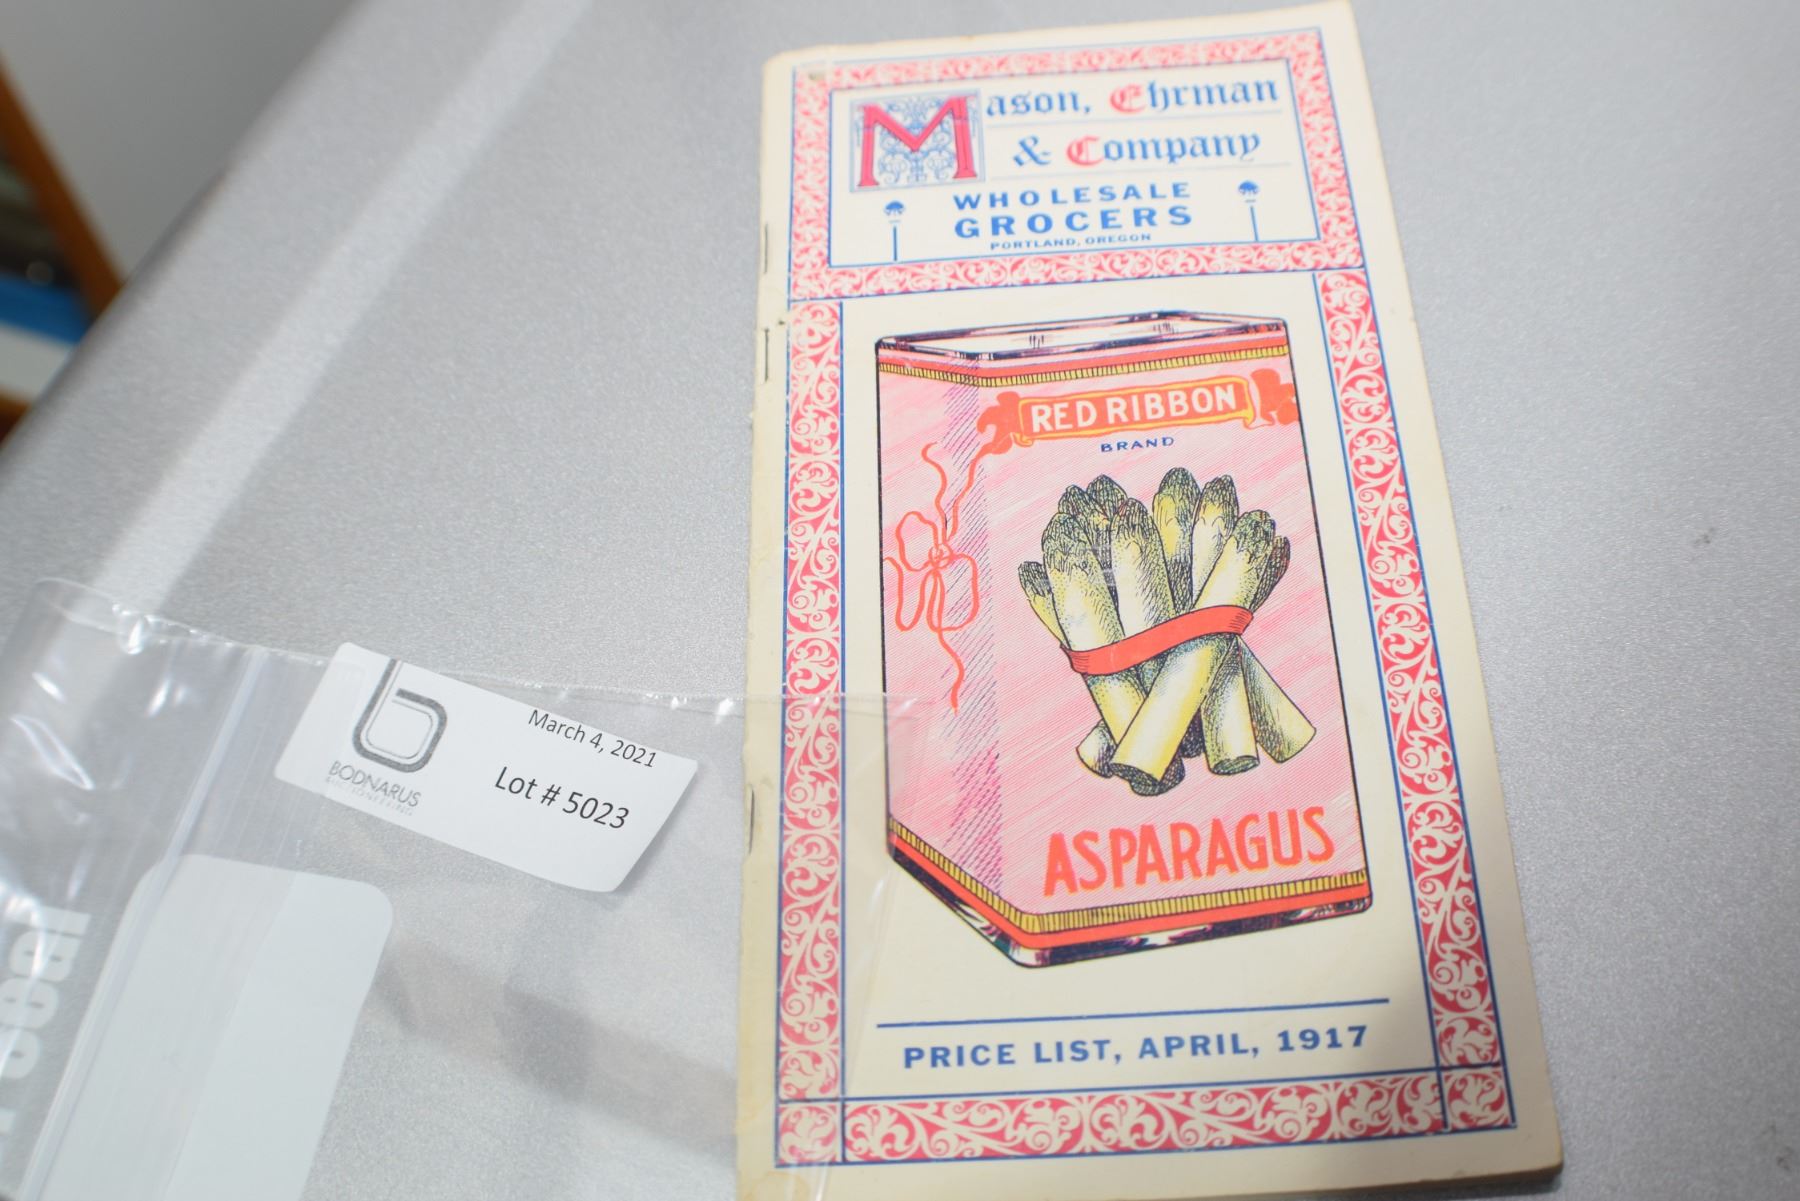 Mason, Ehrman
& Company
WHOLESALE
GROCERS
PORTLAND, OREGON
RED RIBBON
BRAND
ASPARAGUS
PRICE LIST, APRIL, 1917
March 4, 2021
Lot # 5023
BODNARUS
AUCTIONEERING